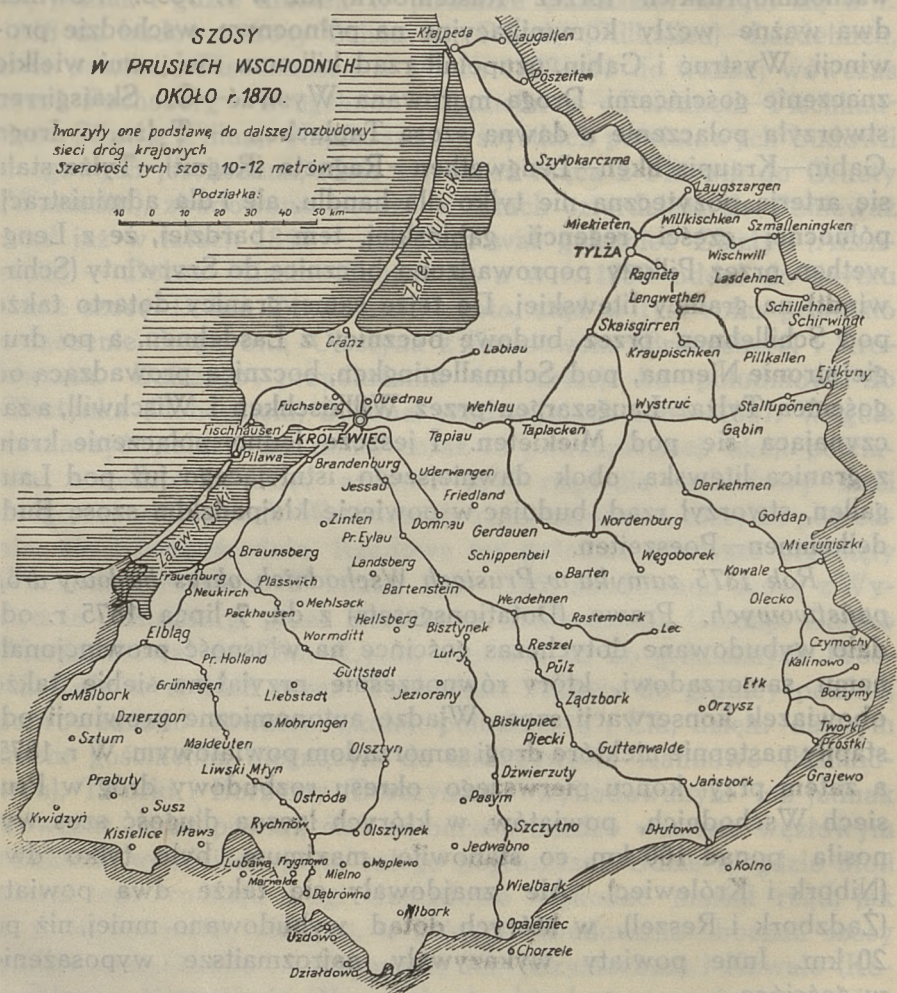 SZOSY
W PRUSIECH WSCHODNICH
OKOŁO r. 1870.
Tworzyły one podstawę do dalszej rozbudowy
sieci dróg krajowych
Szerokość tych szos 10-12 metrów.
Podziałka:
10 0 10 20 30 40 50 km
Kłajpeda
Laugallen
Pöszeiten
Szyłokarczma
Laugszargen
Miekieten
Willkischken
Szmalleningken
TYLŻA
Wischwill
Ragneta
Lasdehnen
Lengwethen
Schillehnen
Schirwindt
Skaisgirren
Kraupischken
Pillkallen
Zalew Kuroński
Cranz
Labiau
Ejtkuny
Fuchsberg
Quednau
Wehlau
Wystruć
Stallupönen
Fischhausen
KRÓLEWIEC
Tapiau
Taplacken
Gąbin
Pilawa
Brandenburg
Jessau
Uderwangen
Friedland
Darkehmen
Zalew Fryski
Zinten
Domnau
Gerdauen
Nordenburg
Gołdap
Pr. Eylau
Mieruniszki
Braunsberg
Landsberg
Schippenbeil
Węgoborek
Frauenburg
Plasswich
Bartenstein
Barten
Kowale
Neukirch
Mehlsack
Olecko
Packhausen
Wendehnen
Rastembork
Heilsberg
Elbląg
Wormditt
Bisztynek
Lec
Reszel
Czymochy
Lutry
Pülz
Kalinowo
Pr. Holland
Guttstadt
Ełk
Grünhagen
Jeziorany
Ządzbork
Malbork
Liebstadt
Borzymy
Orzysz
Dzierzgon
Mohrungen
Biskupiec
Tworki
Sztum
Maldeuten
Piecki
Prostki
Olsztyn
Guttenwalde
Liwski Młyn
Dźwierzuty
Grajewo
Prabuty
Jańsbork
Ostróda
Pasym
Susz
Kwidzyń
Rychnów
Olsztynek
Szczytno
Dłutowo
Kisielice
Iława
Jedwabno
Lubawa
Frygnowo
Waplewo
Kolno
Marwalde
Mielno
Dąbrówno
Wielbark
Nibork
Uzdowo
Opaleniec
Chorzele
Działdowo